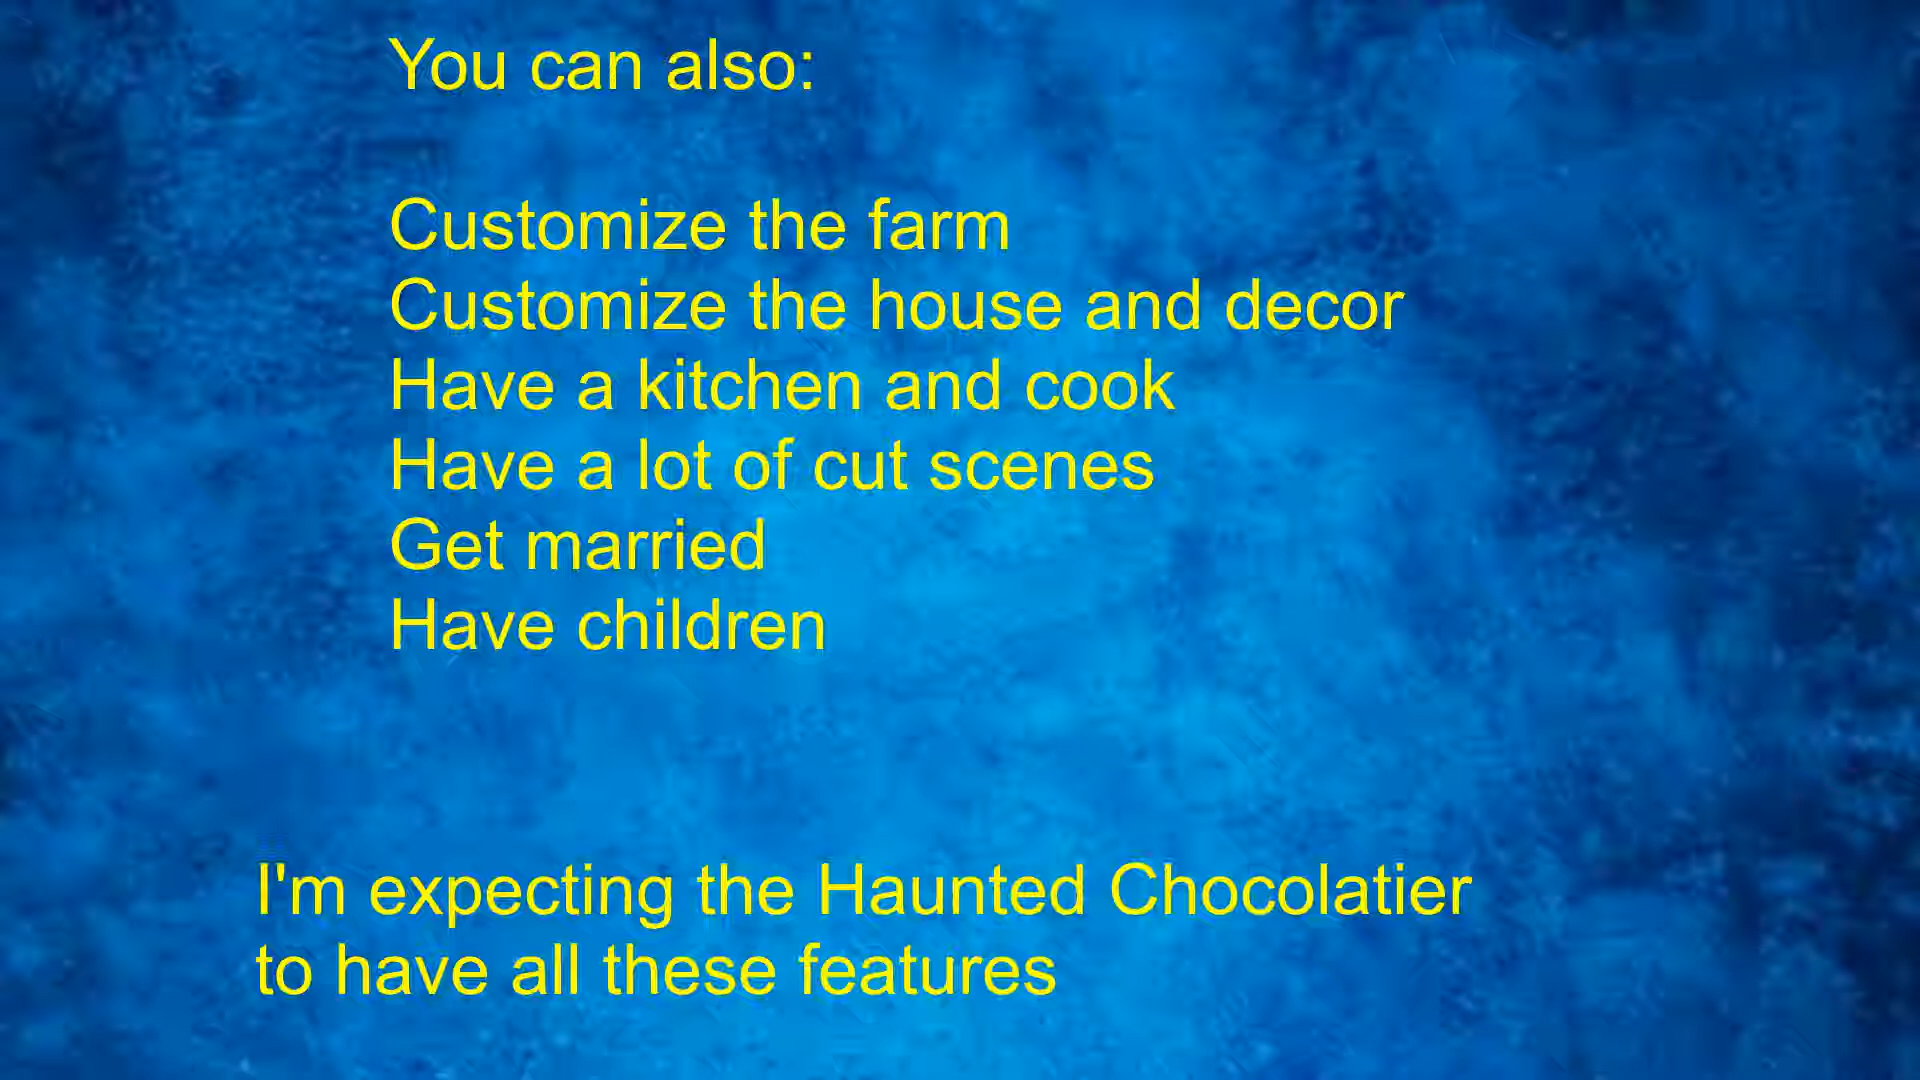 You can also:
Customize the farm
Customize the house and decor
Have a kitchen and cook
Have a lot of cut scenes
Get married
Have children
I'm expecting the Haunted Chocolatier
to have all these features